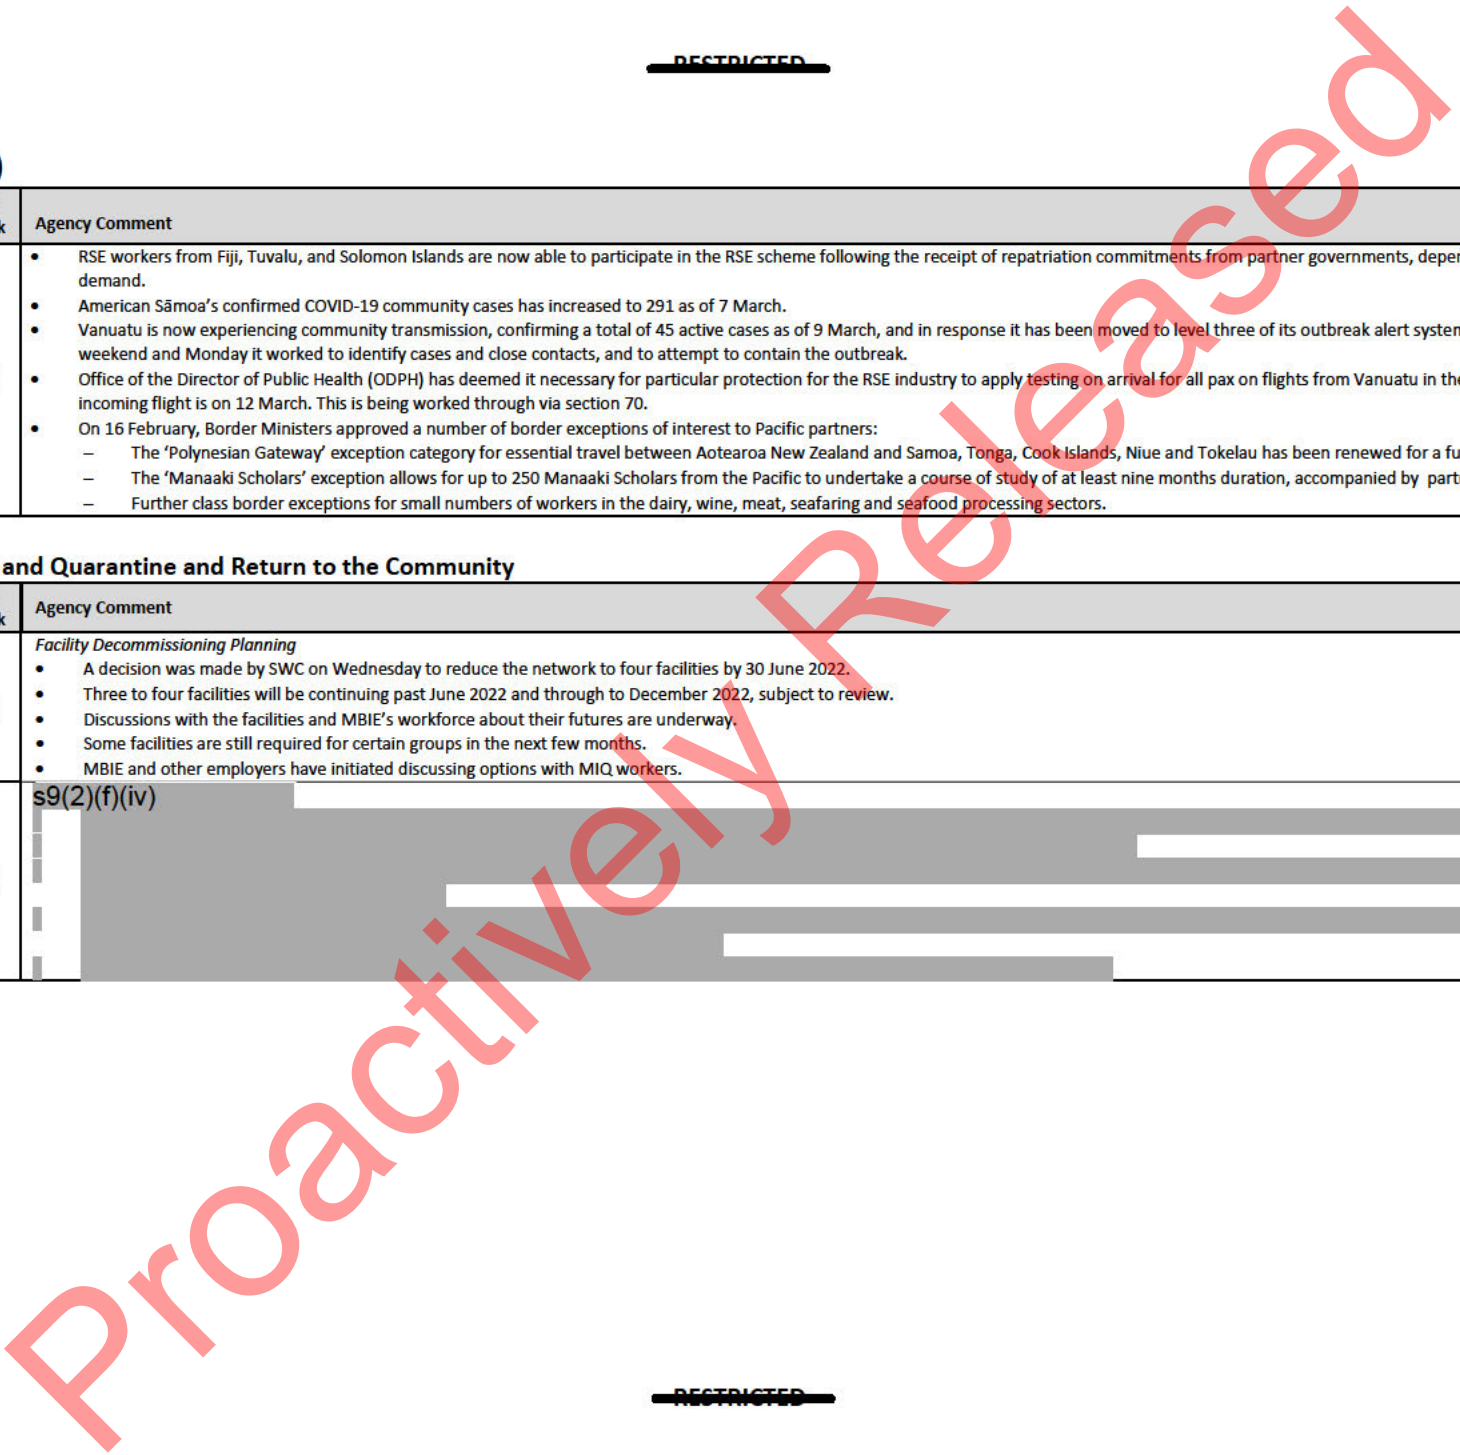 RESTRICTED
)
k Agency Comment
• RSE workers from Fiji, Tuvalu, and Solomon Islands are now able to participate in the RSE scheme following the receipt of repatriation commitments from partner governments, deper
demand.
• American Sāmoa's confirmed COVID-19 community cases has increased to 291 as of 7 March.
• Vanuatu is now experiencing community transmission, confirming a total of 45 active cases as of 9 March, and in response it has been moved to level three of its outbreak alert system
weekend and Monday it worked to identify cases and close contacts, and to attempt to contain the outbreak.
• Office of the Director of Public Health (ODPH) has deemed it necessary for particular protection for the RSE industry to apply testing on arrival for all pax on flights from Vanuatu in the
incoming flight is on 12 March. This is being worked through via section 70.
• On 16 February, Border Ministers approved a number of border exceptions of interest to Pacific partners:
– The 'Polynesian Gateway' exception category for essential travel between Aotearoa New Zealand and Samoa, Tonga, Cook Islands, Niue and Tokelau has been renewed for a fu
– The 'Manaaki Scholars' exception allows for up to 250 Manaaki Scholars from the Pacific to undertake a course of study of at least nine months duration, accompanied by part
– Further class border exceptions for small numbers of workers in the dairy, wine, meat, seafaring and seafood processing sectors.
and Quarantine and Return to the Community
k Agency Comment
Facility Decommissioning Planning
• A decision was made by SWC on Wednesday to reduce the network to four facilities by 30 June 2022.
• Three to four facilities will be continuing past June 2022 and through to December 2022, subject to review.
• Discussions with the facilities and MBIE's workforce about their futures are underway.
• Some facilities are still required for certain groups in the next few months.
• MBIE and other employers have initiated discussing options with MIQ workers.
s9(2)(f)(iv)
Proactively Released
RESTRICTED